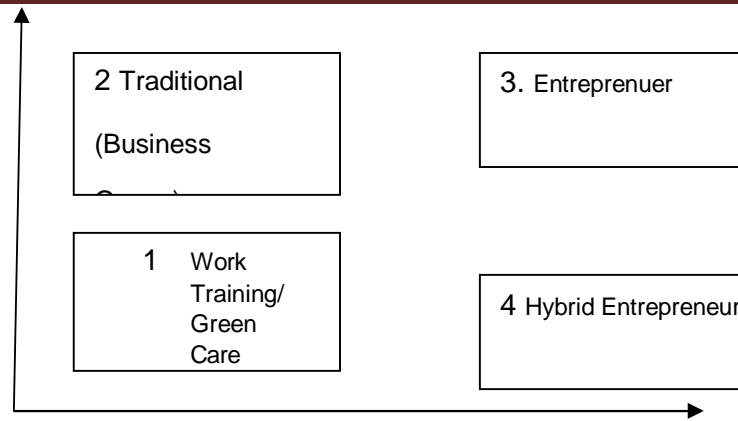 2 Traditional
(Business
3. Entreprenuer
1 Work
Training/
Green
Care
4 Hybrid Entrepreneur